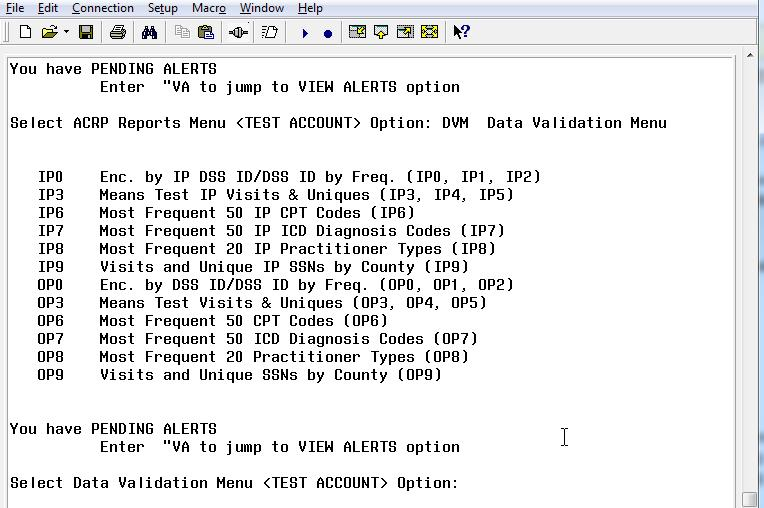 File Edit Connection Setup Macro Window Help
You have PENDING ALERTS
Enter "VA to jump to VIEW ALERTS option
Select ACRP Reports Menu <TEST ACCOUNT> Option: DVM Data Validation Menu
IP0 Enc. by IP DSS ID/DSS ID by Freq. (IP0, IP1, IP2)
IP3 Means Test IP Visits & Uniques (IP3, IP4, IP5)
IP6 Most Frequent 50 IP CPT Codes (IP6)
IP7 Most Frequent 50 IP ICD Diagnosis Codes (IP7)
IP8 Most Frequent 20 IP Practitioner Types (IP8)
IP9 Visits and Unique IP SSNs by County (IP9)
OP0 Enc. by DSS ID/DSS ID by Freq. (OP0, OP1, OP2)
OP3 Means Test Visits & Uniques (OP3, OP4, OP5)
OP6 Most Frequent 50 CPT Codes (OP6)
OP7 Most Frequent 50 ICD Diagnosis Codes (OP7)
OP8 Most Frequent 20 Practitioner Types (OP8)
OP9 Visits and Unique SSNs by County (OP9)
You have PENDING ALERTS
Enter "VA to jump to VIEW ALERTS option
Select Data Validation Menu <TEST ACCOUNT> Option: